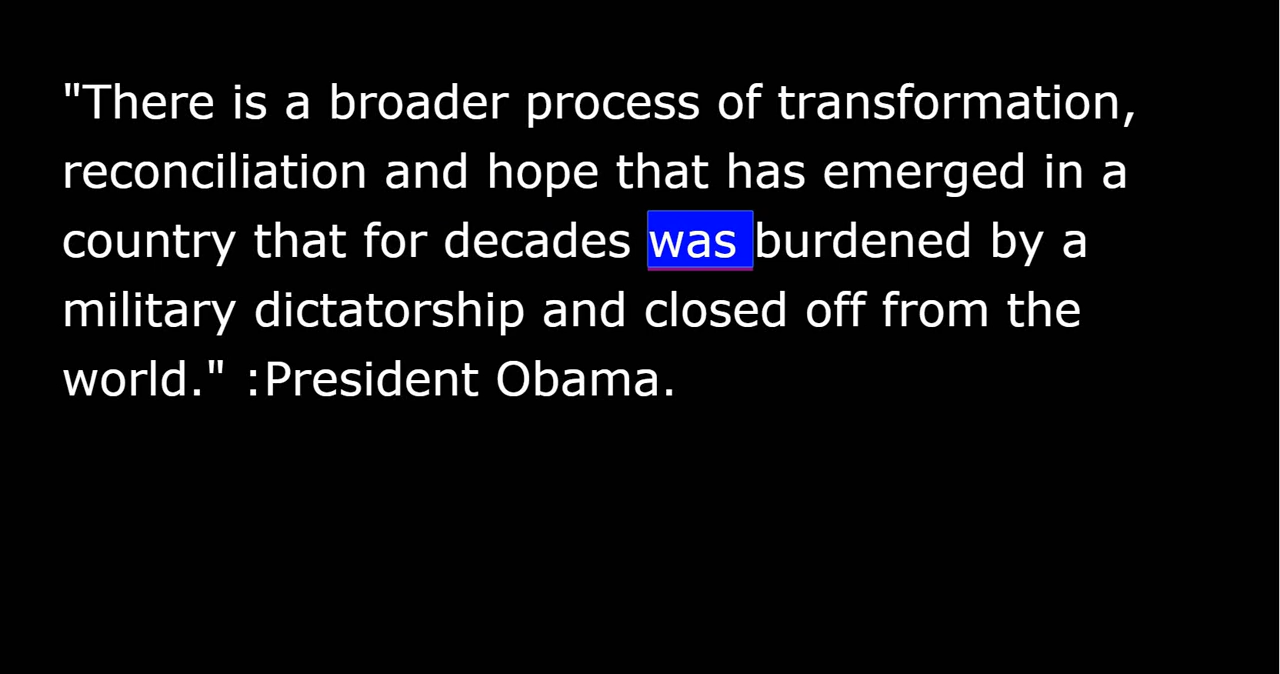 "There is a broader process of transformation,
reconciliation and hope that has emerged in a
country that for decades was burdened by a
military dictatorship and closed off from the
world." :President Obama.